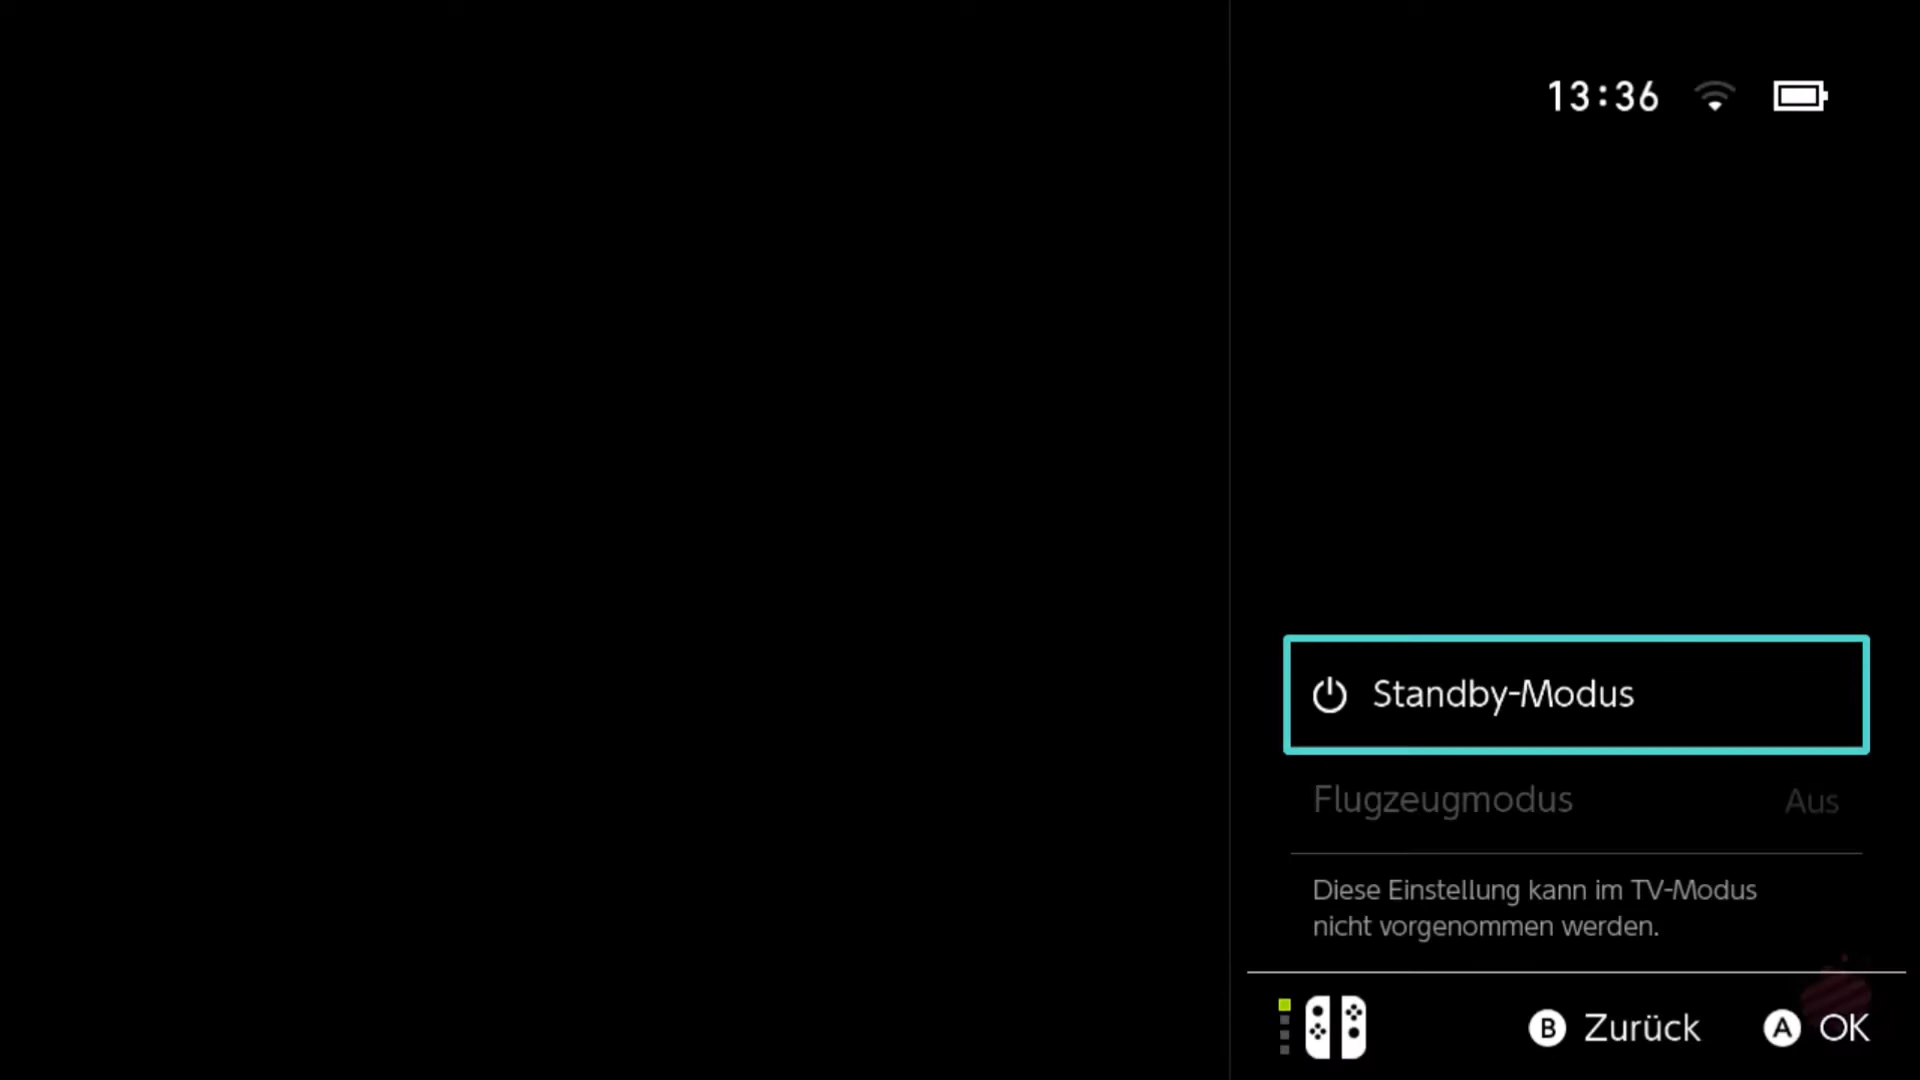 13:36
Standby-Modus
Flugzeugmodus Aus
Diese Einstellung kann im TV-Modus
nicht vorgenommen werden.
B Zurück A OK